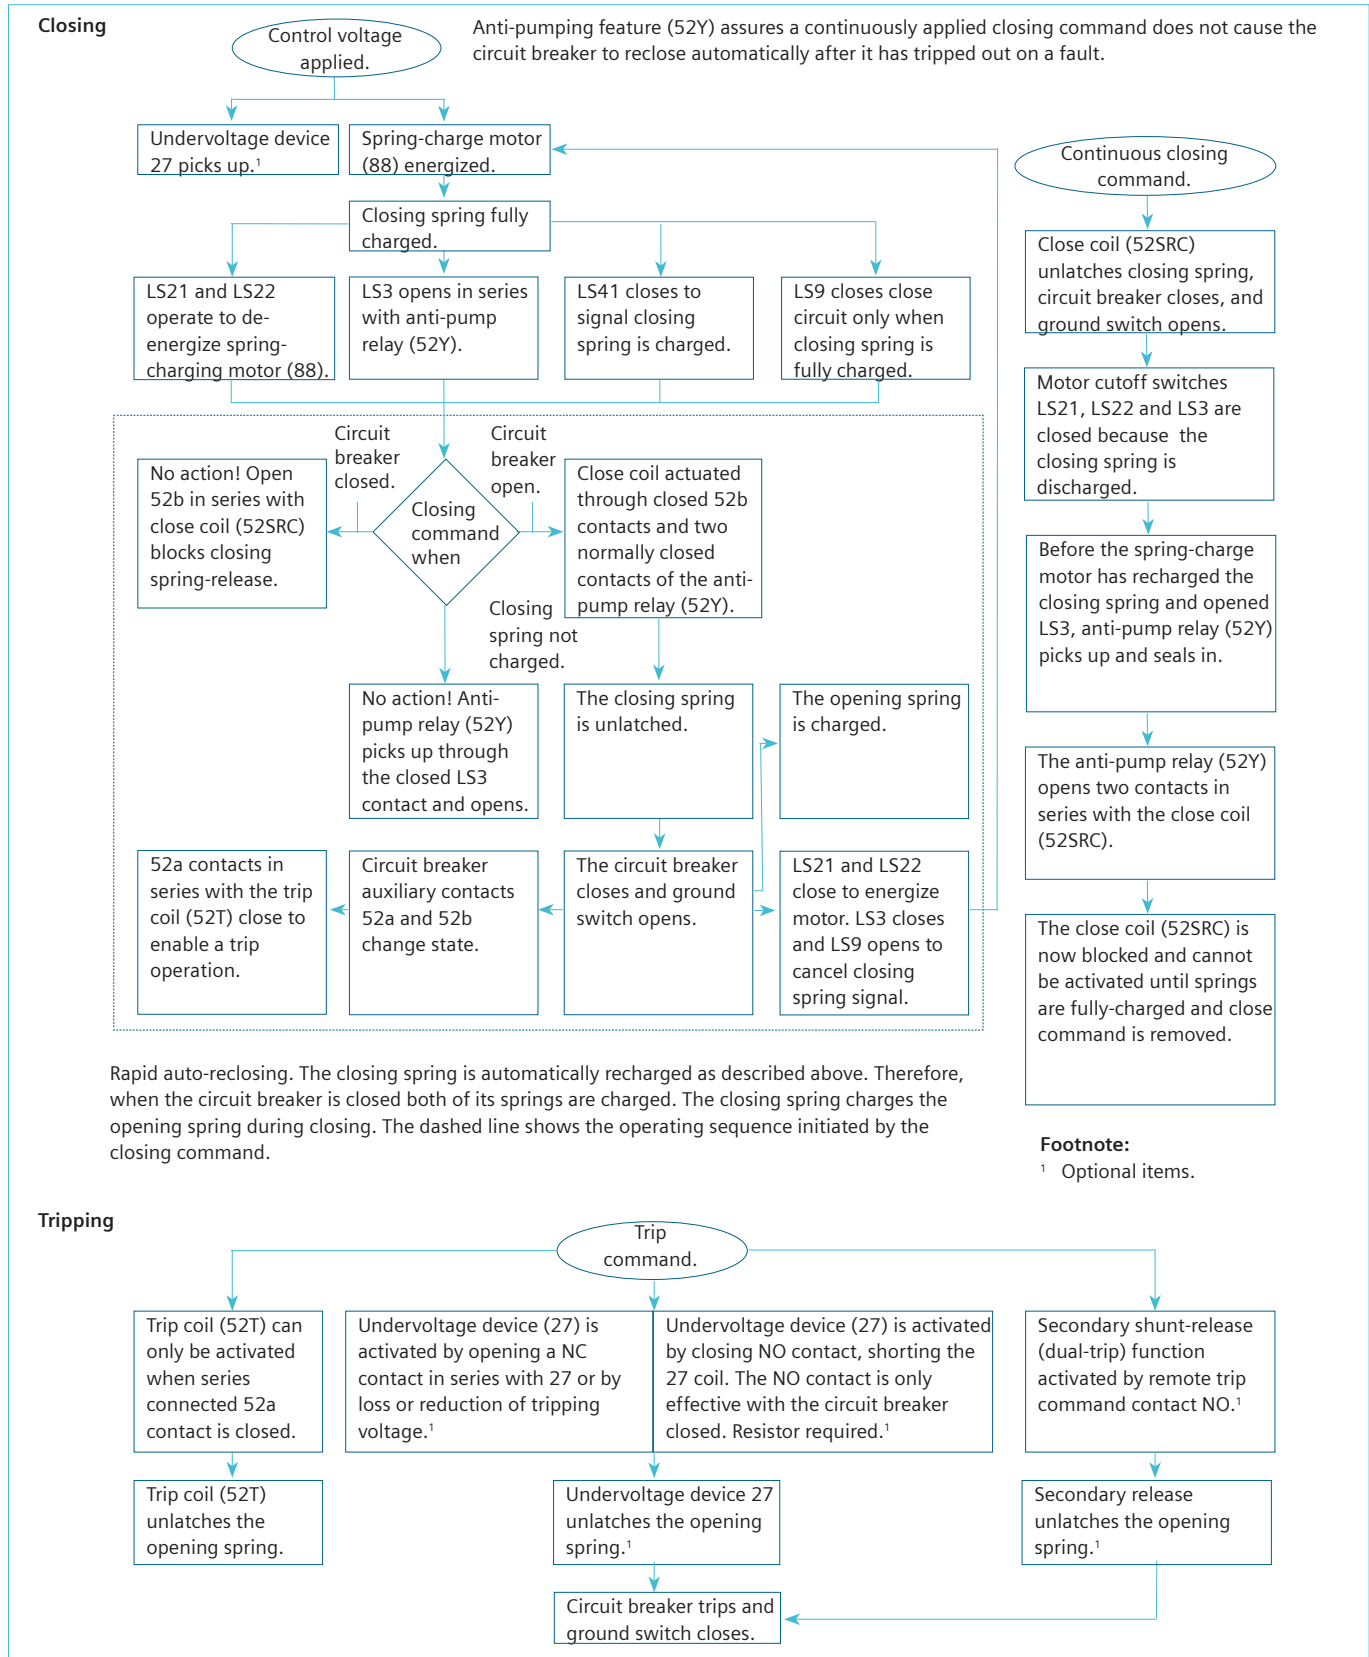 Closing
Anti-pumping feature (52Y) assures a continuously applied closing command does not cause the
circuit breaker to reclose automatically after it has tripped out on a fault.
Control voltage
applied.
Undervoltage device
27 picks up.¹
Spring-charge motor
(88) energized.
Closing spring fully
charged.
LS21 and LS22
operate to de-
energize spring-
charging motor (88).
LS3 opens in series
with anti-pump
relay (52Y).
LS41 closes to
signal closing
spring is charged.
LS9 closes close
circuit only when
closing spring is
fully charged.
Circuit
breaker
closed.
Circuit
breaker
open.
No action! Open
52b in series with
close coil (52SRC)
blocks closing
spring-release.
Closing
command
when
Close coil actuated
through closed 52b
contacts and two
normally closed
contacts of the anti-
pump relay (52Y).
Closing
spring not
charged.
No action! Anti-
pump relay (52Y)
picks up through
the closed LS3
contact and opens.
The closing spring
is unlatched.
The opening spring
is charged.
52a contacts in
series with the trip
coil (52T) close to
enable a trip
operation.
Circuit breaker
auxiliary contacts
52a and 52b
change state.
The circuit breaker
closes and ground
switch opens.
LS21 and LS22
close to energize
motor. LS3 closes
and LS9 opens to
cancel closing
spring signal.
Continuous closing
command.
Close coil (52SRC)
unlatches closing spring,
circuit breaker closes, and
ground switch opens.
Motor cutoff switches
LS21, LS22 and LS3 are
closed because the
closing spring is
discharged.
Before the spring-charge
motor has recharged the
closing spring and opened
LS3, anti-pump relay (52Y)
picks up and seals in.
The anti-pump relay (52Y)
opens two contacts in
series with the close coil
(52SRC).
The close coil (52SRC) is
now blocked and cannot
be activated until springs
are fully-charged and close
command is removed.
Rapid auto-reclosing. The closing spring is automatically recharged as described above. Therefore,
when the circuit breaker is closed both of its springs are charged. The closing spring charges the
opening spring during closing. The dashed line shows the operating sequence initiated by the
closing command.
Footnote:
¹ Optional items.
Tripping
Trip
command.
Trip coil (52T) can
only be activated
when series
connected 52a
contact is closed.
Undervoltage device (27) is
activated by opening a NC
contact in series with 27 or by
loss or reduction of tripping
voltage.¹
Undervoltage device (27) is activated
by closing NO contact, shorting the
27 coil. The NO contact is only
effective with the circuit breaker
closed. Resistor required.¹
Secondary shunt-release
(dual-trip) function
activated by remote trip
command contact NO.¹
Trip coil (52T)
unlatches the
opening spring.
Undervoltage device 27
unlatches the opening
spring.¹
Secondary release
unlatches the opening
spring.¹
Circuit breaker trips and
ground switch closes.